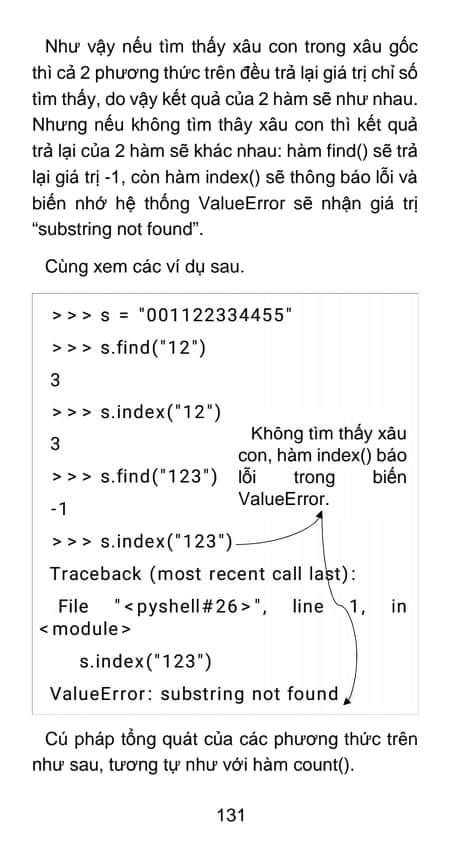 Như vậy nếu tìm thấy xâu con trong xâu gốc
thì cả 2 phương thức trên đều trả lại giá trị chỉ số
tìm thấy, do vậy kết quả của 2 hàm sẽ như nhau.
Nhưng nếu không tìm thây xâu con thì kết quả
trả lại của 2 hàm sẽ khác nhau: hàm find() sẽ trả
lại giá trị -1, còn hàm index() sẽ thông báo lỗi và
biến nhớ hệ thống ValueError sẽ nhận giá trị
“substring not found”.
Cùng xem các ví dụ sau.
>>> s = "001122334455"
>>> s.find("12")
3
>>> s.index("12")
3
>>> s.find("123")
-1
Không tìm thấy xâu
con, hàm index() báo
lỗi trong biến
ValueError.
>>> s.index("123")
Traceback (most recent call last):
File "<pyshell#26>", line 1, in
<module>
s.index("123")
ValueError: substring not found
Cú pháp tổng quát của các phương thức trên
như sau, tương tự như với hàm count().
131